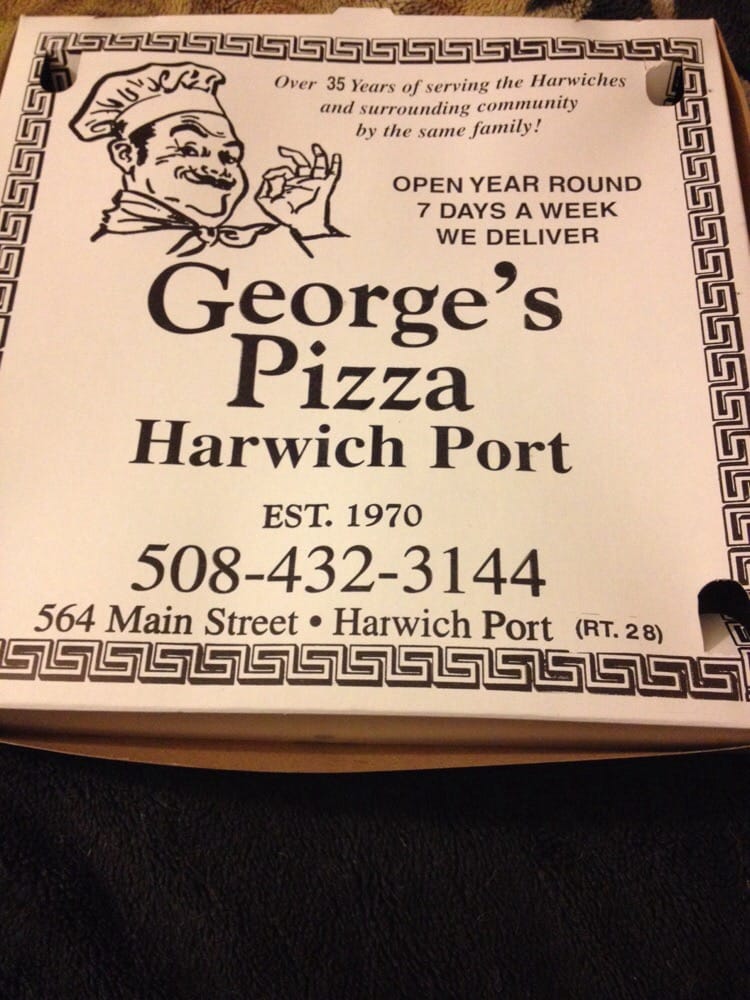 Over 35 Years of serving the Harwiches
and surrounding community
by the same family!
OPEN YEAR ROUND
7 DAYS A WEEK
WE DELIVER
George's
Pizza
Harwich Port
EST. 1970
508-432-3144
564 Main Street • Harwich Port (RT. 28)